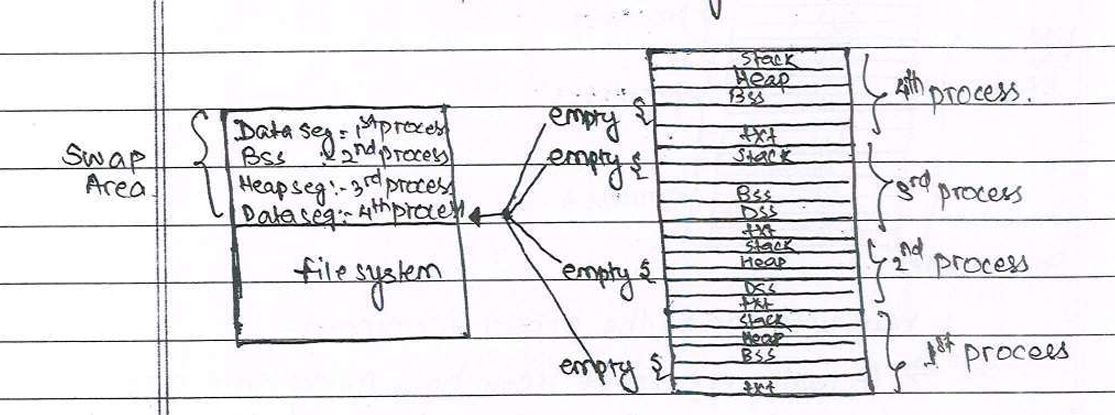 Swap
Area
Data seg = 1st process
Bss :- 2nd process
Heap seg :- 3rd process
Data seg :- 4th process
file system
empty
empty
empty
empty
Stack
Heap
Bss
txt
Stack
Bss
DSS
txt
Stack
Heap
DSS
txt
Stack
Heap
BSS
txt
4th process.
3rd process
2nd process
1st process